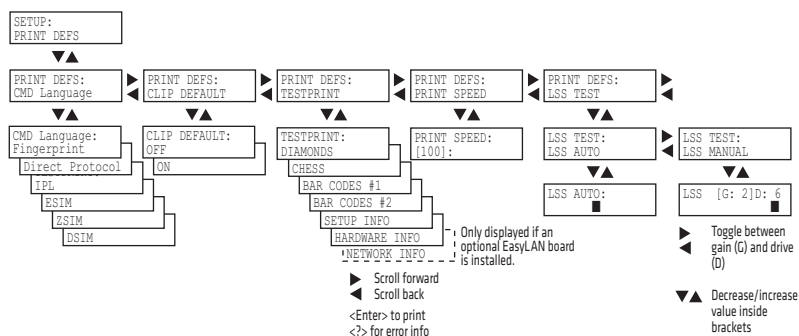 SETUP:
PRINT DEFS
PRINT DEFS:
CMD Language
PRINT DEFS:
CLIP DEFAULT
PRINT DEFS:
TESTPRINT
PRINT DEFS:
PRINT SPEED
PRINT DEFS:
LSS TEST
CMD Language:
Fingerprint
Direct Protocol
IPL
ESIM
ZSIM
DSIM
CLIP DEFAULT:
OFF
ON
TESTPRINT:
DIAMONDS
CHESS
BAR CODES #1
BAR CODES #2
SETUP INFO
HARDWARE INFO
NETWORK INFO
Only displayed if an
optional EasyLAN board
is installed.
Scroll forward
Scroll back
<Enter> to print
<?> for error info
PRINT SPEED:
[100]:
LSS TEST:
LSS AUTO
LSS AUTO:
LSS TEST:
LSS MANUAL
LSS [G: 2]D: 6
Toggle between
gain (G) and drive
(D)
Decrease/increase
value inside
brackets